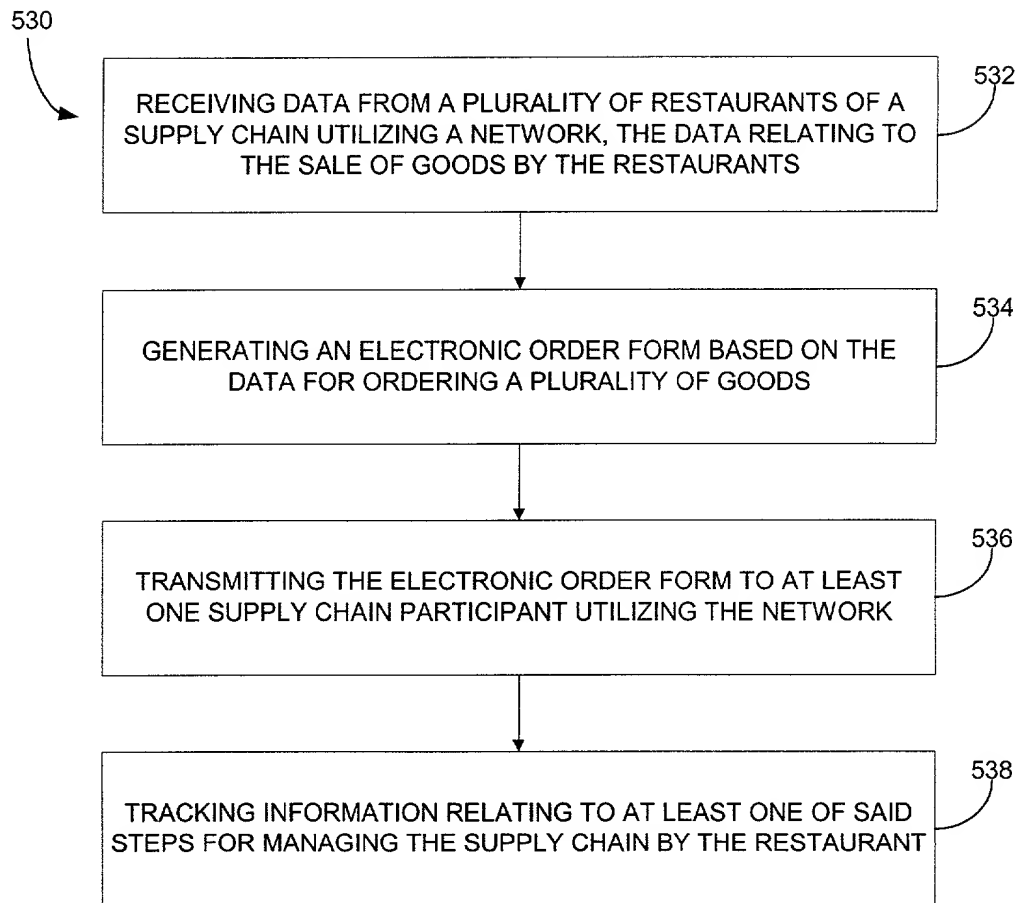 530
532
RECEIVING DATA FROM A PLURALITY OF RESTAURANTS OF A
SUPPLY CHAIN UTILIZING A NETWORK, THE DATA RELATING TO
THE SALE OF GOODS BY THE RESTAURANTS
534
GENERATING AN ELECTRONIC ORDER FORM BASED ON THE
DATA FOR ORDERING A PLURALITY OF GOODS
536
TRANSMITTING THE ELECTRONIC ORDER FORM TO AT LEAST
ONE SUPPLY CHAIN PARTICIPANT UTILIZING THE NETWORK
538
TRACKING INFORMATION RELATING TO AT LEAST ONE OF SAID
STEPS FOR MANAGING THE SUPPLY CHAIN BY THE RESTAURANT